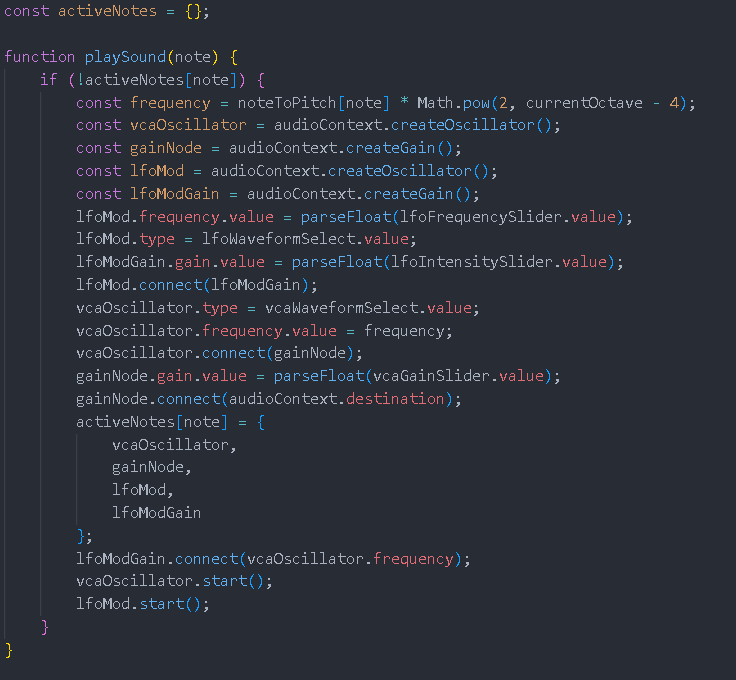 const activeNotes = {};

function playSound(note) {
    if (!activeNotes[note]) {
        const frequency = noteToPitch[note] * Math.pow(2, currentOctave - 4);
        const vcaOscillator = audioContext.createOscillator();
        const gainNode = audioContext.createGain();
        const lfoMod = audioContext.createOscillator();
        const lfoModGain = audioContext.createGain();
        lfoMod.frequency.value = parseFloat(lfoFrequencySlider.value);
        lfoMod.type = lfoWaveformSelect.value;
        lfoModGain.gain.value = parseFloat(lfoIntensitySlider.value);
        lfoMod.connect(lfoModGain);
        vcaOscillator.type = vcaWaveformSelect.value;
        vcaOscillator.frequency.value = frequency;
        vcaOscillator.connect(gainNode);
        gainNode.gain.value = parseFloat(vcaGainSlider.value);
        gainNode.connect(audioContext.destination);
        activeNotes[note] = {
            vcaOscillator,
            gainNode,
            lfoMod,
            lfoModGain
        };
        lfoModGain.connect(vcaOscillator.frequency);
        vcaOscillator.start();
        lfoMod.start();
    }
}